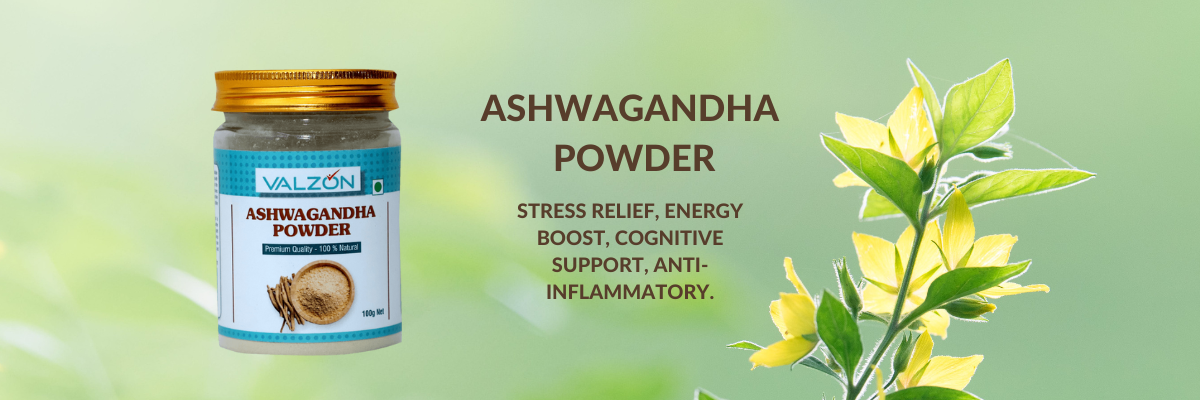 VALZON
ASHWAGANDHA
POWDER
Premium Quality - 100 % Natural
100g Net
ASHWAGANDHA
POWDER
STRESS RELIEF, ENERGY
BOOST, COGNITIVE
SUPPORT, ANTI-
INFLAMMATORY.